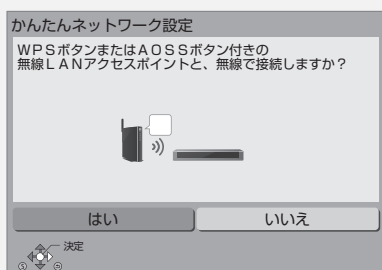 かんたんネットワーク設定
WPSボタンまたはAOSSボタン付きの
無線LANアクセスポイントと、無線で接続しますか？
はい
いいえ
決定
S